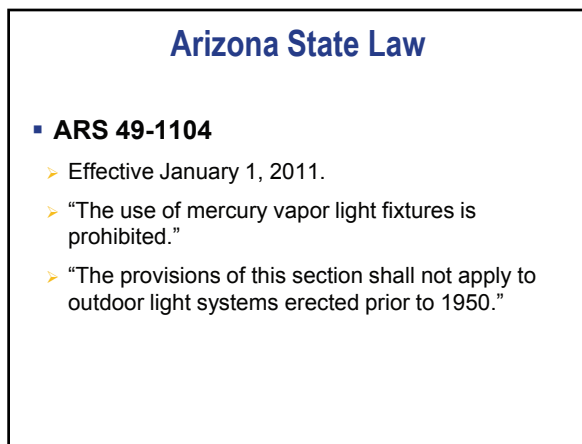 Arizona State Law
▪ ARS 49-1104
➢ Effective January 1, 2011.
➢ “The use of mercury vapor light fixtures is
prohibited.”
➢ “The provisions of this section shall not apply to
outdoor light systems erected prior to 1950.”